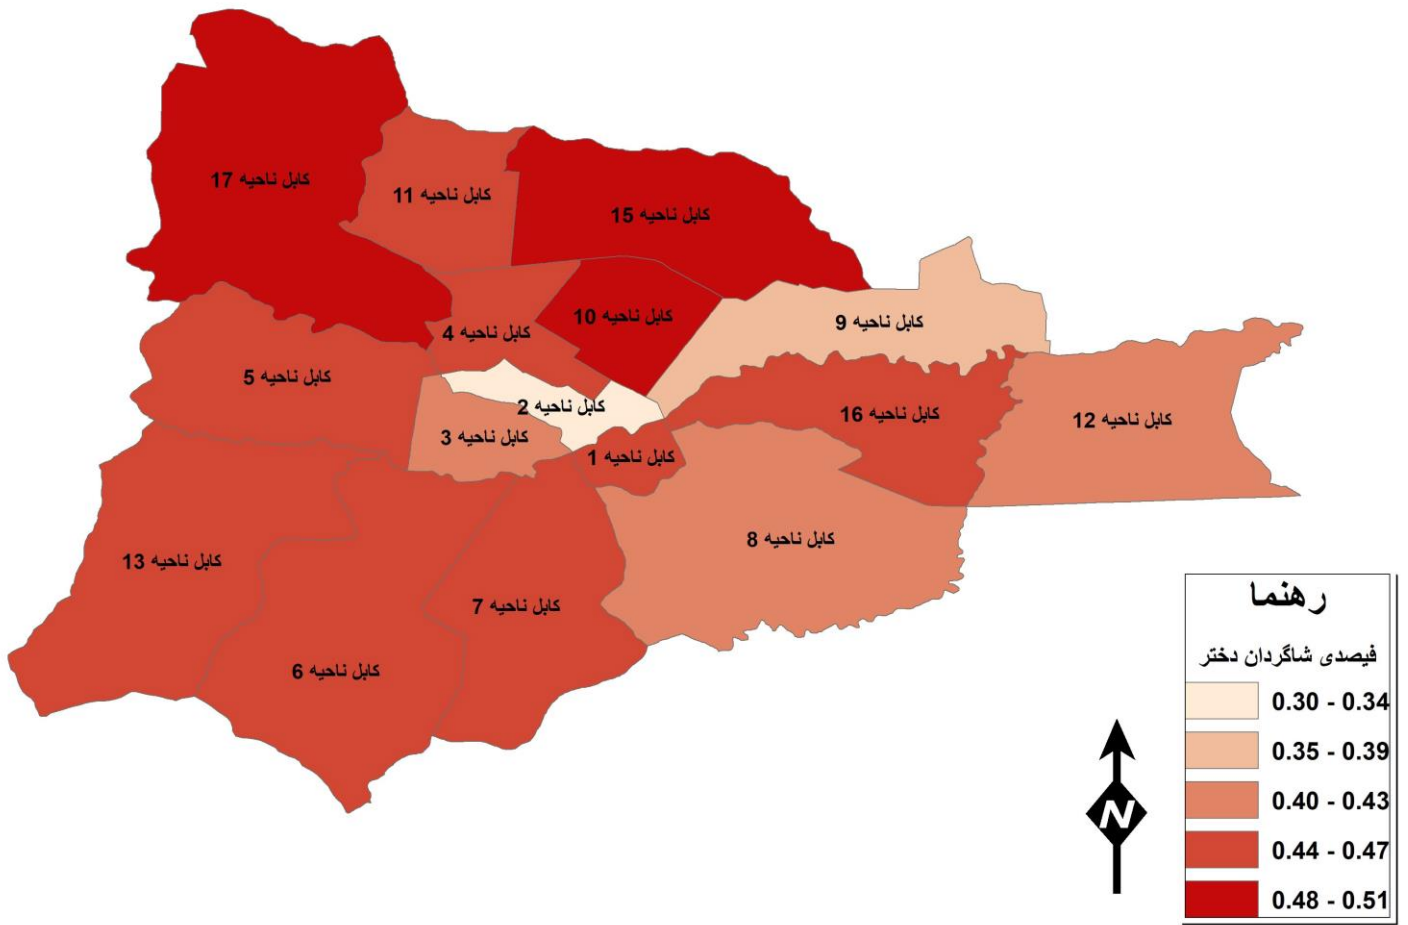 کابل ناحیه 17
کابل ناحیه 11
کابل ناحیه 15
کابل ناحیه 10
کابل ناحیه 9
کابل ناحیه 4
کابل ناحیه 5
کابل ناحیه 2
کابل ناحیه 16
کابل ناحیه 12
کابل ناحیه 3
کابل ناحیه 1
کابل ناحیه 8
کابل ناحیه 13
کابل ناحیه 7
کابل ناحیه 6
رهنما
فیصدی شاگردان دختر
0.30 - 0.34
0.35 - 0.39
0.40 - 0.43
0.44 - 0.47
0.48 - 0.51
N